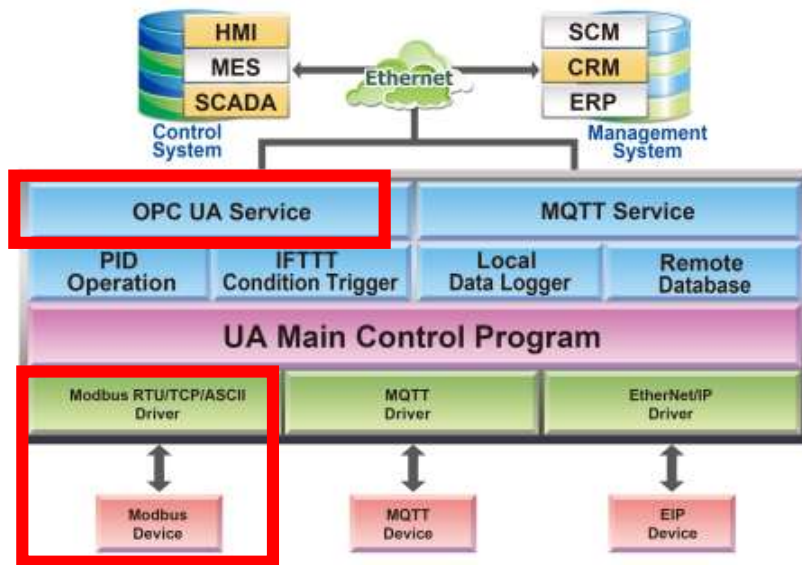 HMI
MES
SCADA
Control
System
Ethernet
SCM
CRM
ERP
Management
System
OPC UA Service
MQTT Service
PID
Operation
IFTTT
Condition Trigger
Local
Data Logger
Remote
Database
UA Main Control Program
Modbus RTU/TCP/ASCII
Driver
MQTT
Driver
EtherNet/IP
Driver
Modbus
Device
MQTT
Device
EIP
Device